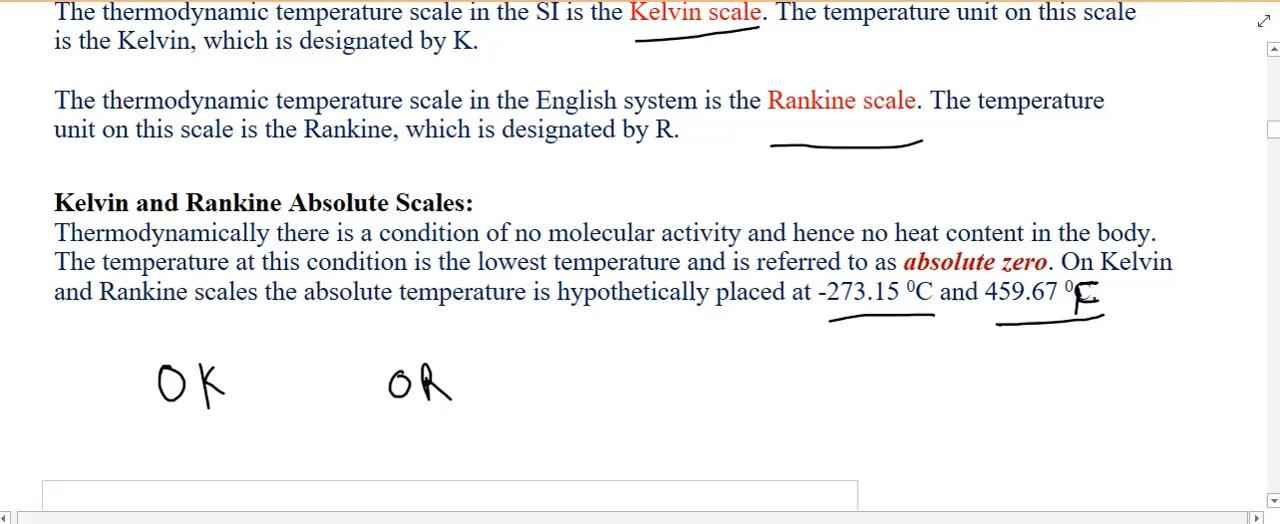 The thermodynamic temperature scale in the SI is the Kelvin scale. The temperature unit on this scale
is the Kelvin, which is designated by K.
The thermodynamic temperature scale in the English system is the Rankine scale. The temperature
unit on this scale is the Rankine, which is designated by R.
Kelvin and Rankine Absolute Scales:
Thermodynamically there is a condition of no molecular activity and hence no heat content in the body.
The temperature at this condition is the lowest temperature and is referred to as absolute zero. On Kelvin
and Rankine scales the absolute temperature is hypothetically placed at -273.15 ⁰C and 459.67 ⁰F
0 K 0 R